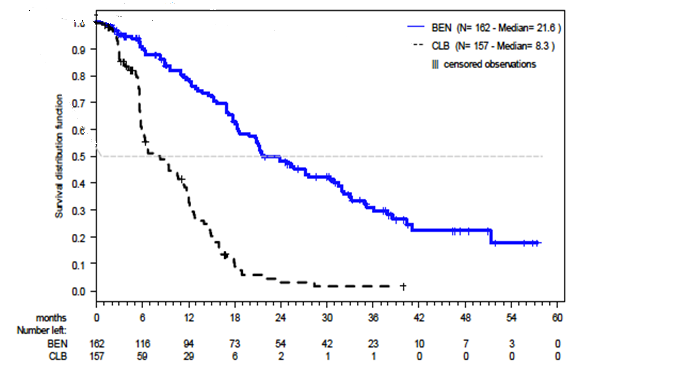 BEN (N= 162 - Median= 21.6 )
CLB (N= 157 - Median= 8.3 )
censored observations
Survival distribution function
1.0
0.9
0.8
0.7
0.6
0.5
0.4
0.3
0.2
0.1
0.0
months 0 6 12 18 24 30 36 42 48 54 60
Number left:
BEN 162 116 94 73 54 42 23 10 7 3 0
CLB 157 59 29 6 2 1 1 0 0 0 0